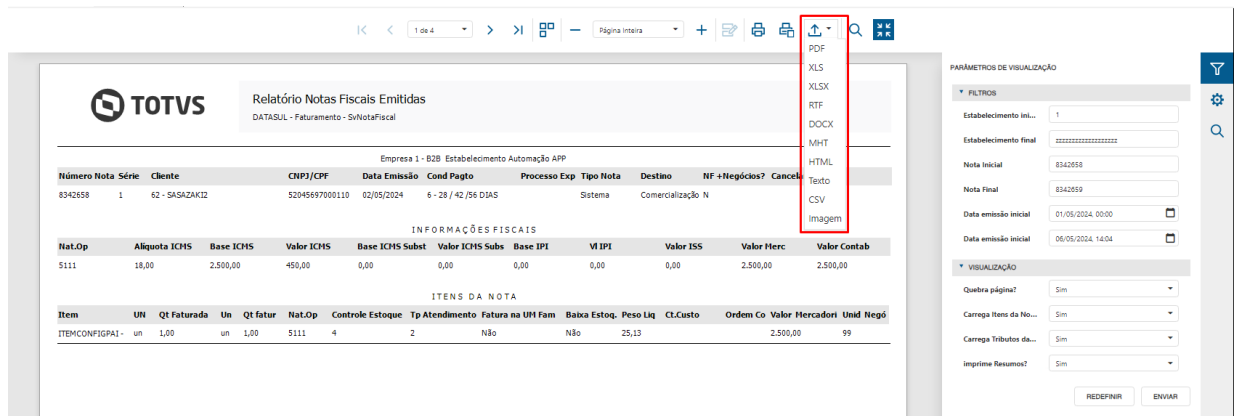 1 de 4
Página Inteira
PDF
XLS
XLSX
RTF
DOCX
MHT
HTML
Texto
CSV
Imagem
TOTVS
Relatório Notas Fiscais Emitidas
DATASUL - Faturamento - SvNotaFiscal
Empresa 1 - B2B Estabelecimento Automação APP
Número Nota Série Cliente CNPJ/CPF Data Emissão Cond Pagto Processo Exp Tipo Nota Destino NF +Negócios? Cancela
8342658 1 62 - SASAZAKI2 52045697000110 02/05/2024 6 - 28 / 42 /56 DIAS Sistema Comercialização N
INFORMAÇÕES FISCAIS
Nat.Op Alíquota ICMS Base ICMS Valor ICMS Base ICMS Subst Valor ICMS Subs Base IPI Vl IPI Valor ISS Valor Merc Valor Contab
5111 18,00 2.500,00 450,00 0,00 0,00 0,00 0,00 0,00 2.500,00 2.500,00
ITENS DA NOTA
Item UN Qt Faturada Un Qt fatur Nat.Op Controle Estoque Tp Atendimento Fatura na UM Fam Baixa Estoq. Peso Liq Ct.Custo Ordem Co Valor Mercadori Unid Negó
ITEMCONFIGPAI - un 1,00 un 1,00 5111 4 2 Não Não 25,13 2.500,00 99
PARÂMETROS DE VISUALIZAÇÃO
FILTROS
Estabelecimento ini... 1
Estabelecimento final
Nota Inicial 8342658
Nota Final 8342659
Data emissão inicial 01/05/2024, 00:00
Data emissão inicial 06/05/2024, 14:04
VISUALIZAÇÃO
Quebra página? Sim
Carrega Itens da No... Sim
Carrega Tributos da... Sim
imprime Resumos? Sim
REDEFINIR ENVIAR